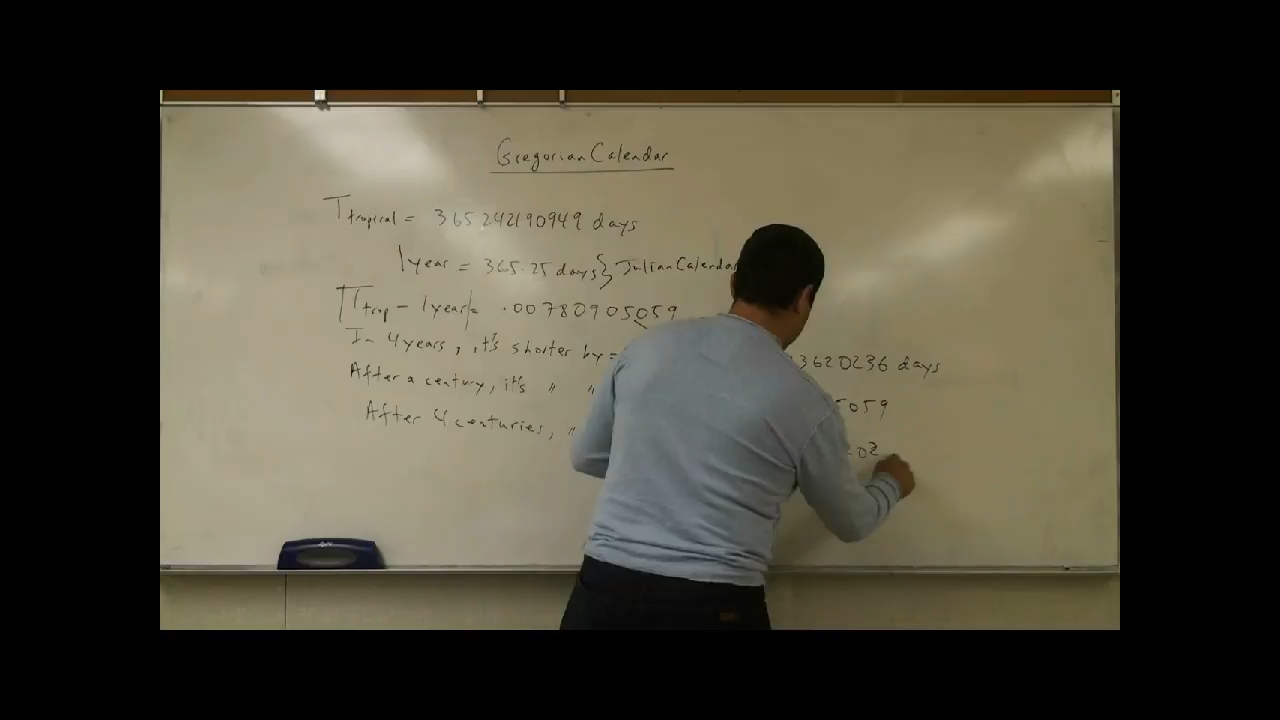 Gregorian Calendar
T tropical = 365.242190949 days
1 year = 365.25 days } Julian Calendar
|T trop - 1 year| = .00780905059
In 4 years, it's shorter by = 3620236 days
After a century, it's " " 5059
After 4 centuries, " 202